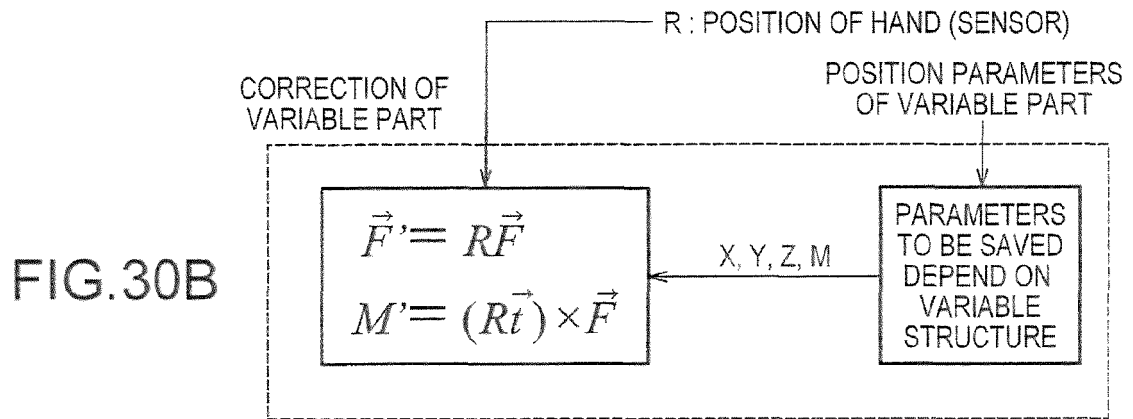 R : POSITION OF HAND (SENSOR)
CORRECTION OF
VARIABLE PART
POSITION PARAMETERS
OF VARIABLE PART
FIG.30B
F⃗’= RF⃗
M’= (Rt⃗) × F⃗
X, Y, Z, M
PARAMETERS
TO BE SAVED
DEPEND ON
VARIABLE
STRUCTURE